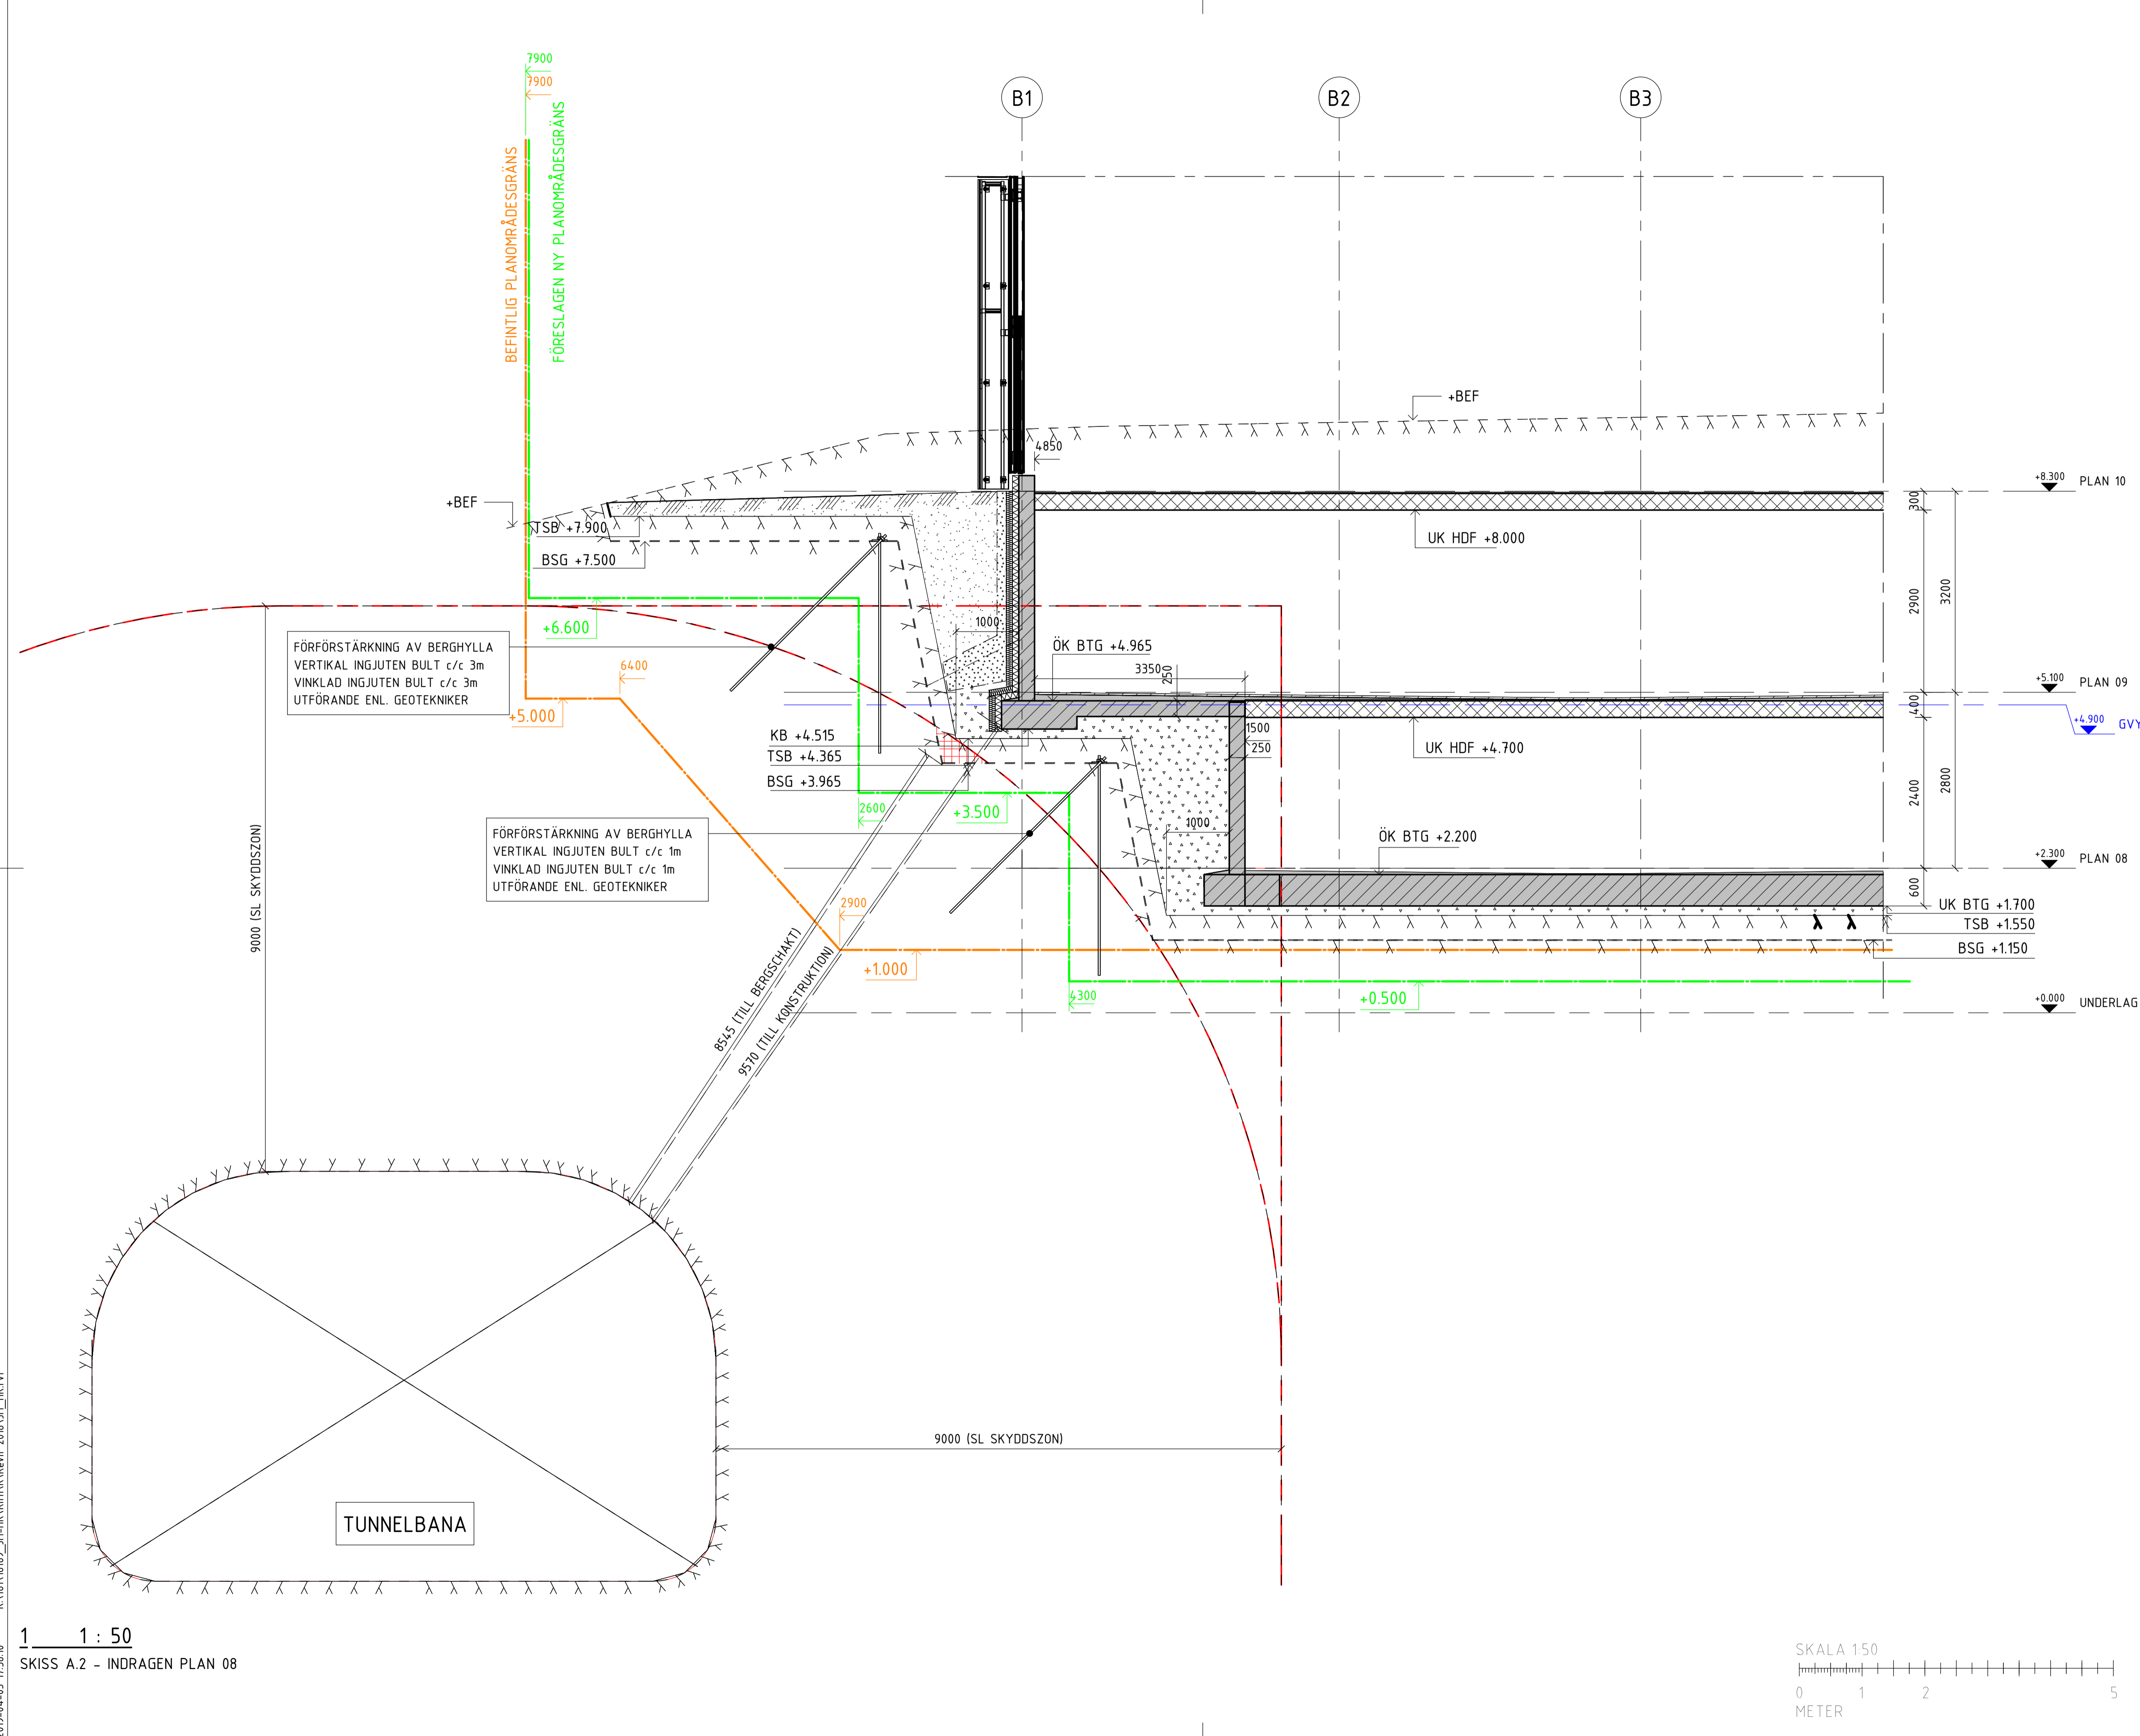 7900
7900
BEFINTLIG PLANOMRÅDESGRÄNS
FÖRESLAGEN NY PLANOMRÅDESGRÄNS
B1
B2
B3
+BEF
4850
+BEF
TSB +7.900
BSG +7.500
+8.300 PLAN 10
300
UK HDF +8.000
2900
3200
+6.600
FÖRFÖRSTÄRKNING AV BERGHYLLA
VERTIKAL INGJUTEN BULT c/c 3m
VINKLAD INGJUTEN BULT c/c 3m
UTFÖRANDE ENL. GEOTEKNIKER
1000
ÖK BTG +4.965
3350
250
6400
+5.000
+5.100 PLAN 09
400
+4.900 GVY
KB +4.515
TSB +4.365
BSG +3.965
1500
250
UK HDF +4.700
2400
2800
2600
+3.500
1000
FÖRFÖRSTÄRKNING AV BERGHYLLA
VERTIKAL INGJUTEN BULT c/c 1m
VINKLAD INGJUTEN BULT c/c 1m
UTFÖRANDE ENL. GEOTEKNIKER
ÖK BTG +2.200
+2.300 PLAN 08
600
9000 (SL SKYDDSZON)
2900
UK BTG +1.700
TSB +1.550
BSG +1.150
+1.000
8545 (TILL BERGSCHAKT)
9570 (TILL KONSTRUKTION)
4300
+0.500
+0.000 UNDERLAG
9000 (SL SKYDDSZON)
TUNNELBANA
1 1 : 50
SKISS A.2 - INDRAGEN PLAN 08
SKALA 1:50
0 1 2 5
METER